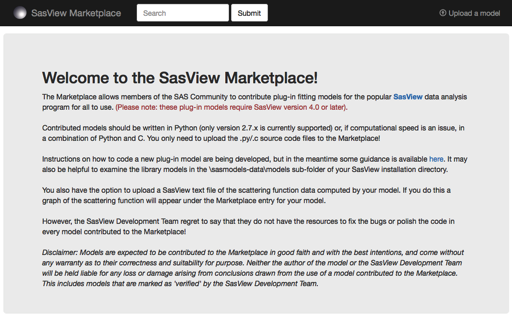 SasView Marketplace
Search
Submit
Upload a model
Welcome to the SasView Marketplace!
The Marketplace allows members of the SAS Community to contribute plug-in fitting models for the popular SasView data analysis
program for all to use. (Please note: these plug-in models require SasView version 4.0 or later).
Contributed models should be written in Python (only version 2.7.x is currently supported) or, if computational speed is an issue, in
a combination of Python and C. You only need to upload the .py/.c source code files to the Marketplace!
Instructions on how to code a new plug-in model are being developed, but in the meantime some guidance is available here. It may
also be helpful to examine the library models in the \sasmodels-data\models sub-folder of your SasView installation directory.
You also have the option to upload a SasView text file of the scattering function data computed by your model. If you do this a
graph of the scattering function will appear under the Marketplace entry for your model.
However, the SasView Development Team regret to say that they do not have the resources to fix the bugs or polish the code in
every model contributed to the Marketplace!
Disclaimer: Models are expected to be contributed to the Marketplace in good faith and with the best intentions, and come without
any warranty as to their correctness and suitability for purpose. Neither the author of the model or the SasView Development Team
will be held liable for any loss or damage arising from conclusions drawn from the use of a model contributed to the Marketplace.
This includes models that are marked as 'verified' by the SasView Development Team.